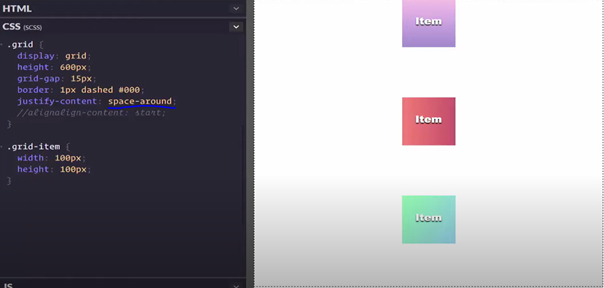 HTML
CSS (SCSS)
.grid {
display: grid;
height: 600px;
grid-gap: 15px;
border: 1px dashed #000;
justify-content: space-around;
//alignalign-content: start;
}
.grid-item {
width: 100px;
height: 100px;
}
JS
Item
Item
Item